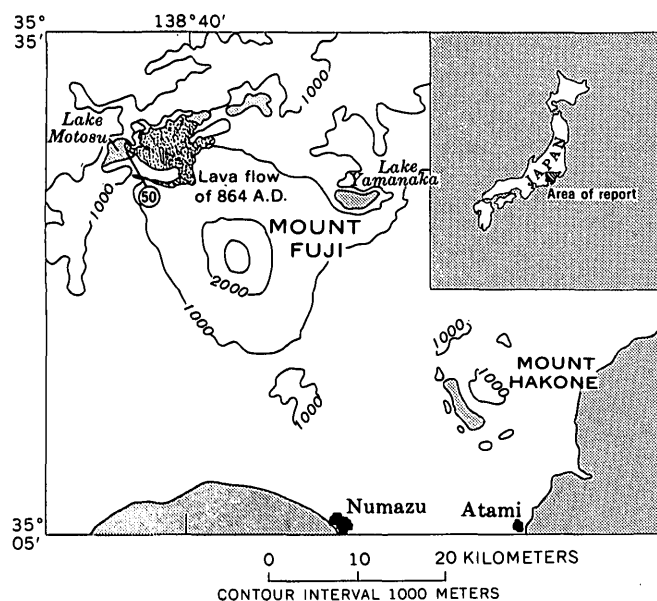 35°
35'
138°40'
1000
Lake
Motosu
1000
Lava flow
of 864 A.D.
50
Lake
Yamanaka
MOUNT
FUJI
2000
1000
1000
JAPAN
Area of report
1000
1000
MOUNT
HAKONE
35°
05'
Numazu
Atami
0 10 20 KILOMETERS
CONTOUR INTERVAL 1000 METERS